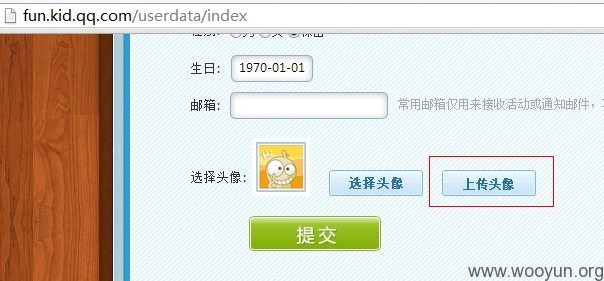 fun.kid.qq.com/userdata/index
生日: 1970-01-01
邮箱:
常用邮箱仅用来接收活动或通知邮件,
选择头像:
选择头像
上传头像
提交
www.wooyun.org